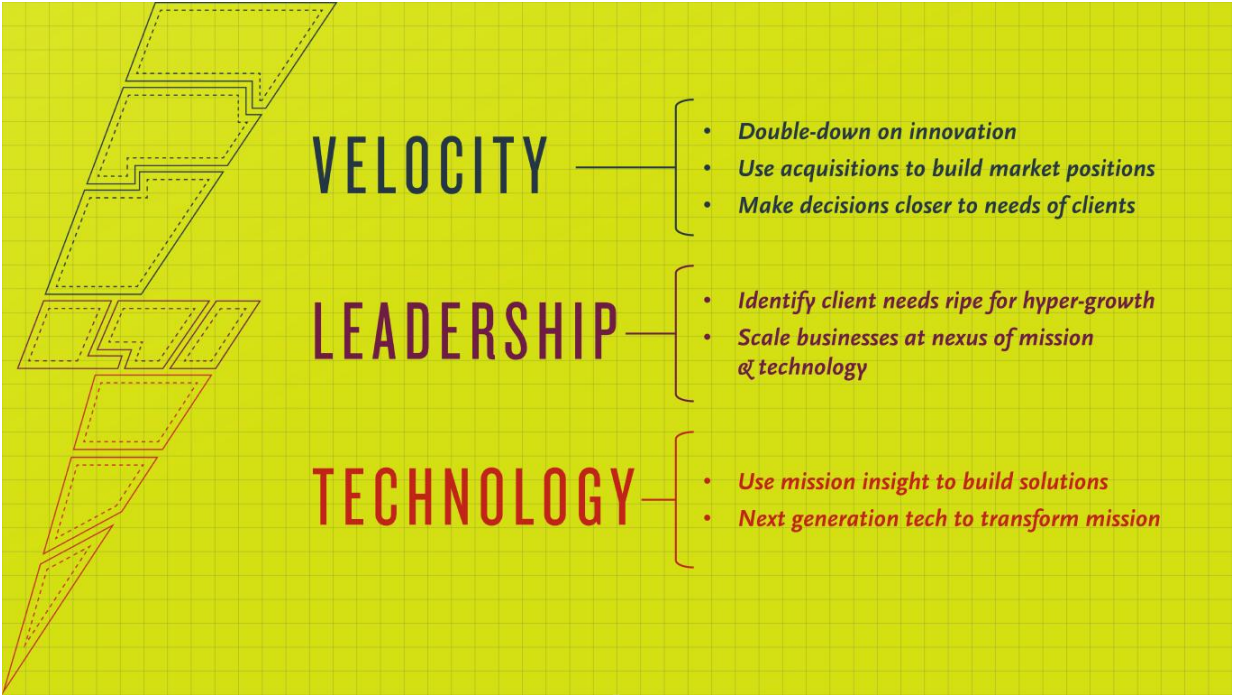 VELOCITY
• Double-down on innovation
• Use acquisitions to build market positions
• Make decisions closer to needs of clients
LEADERSHIP
• Identify client needs ripe for hyper-growth
• Scale businesses at nexus of mission
& technology
TECHNOLOGY
• Use mission insight to build solutions
• Next generation tech to transform mission